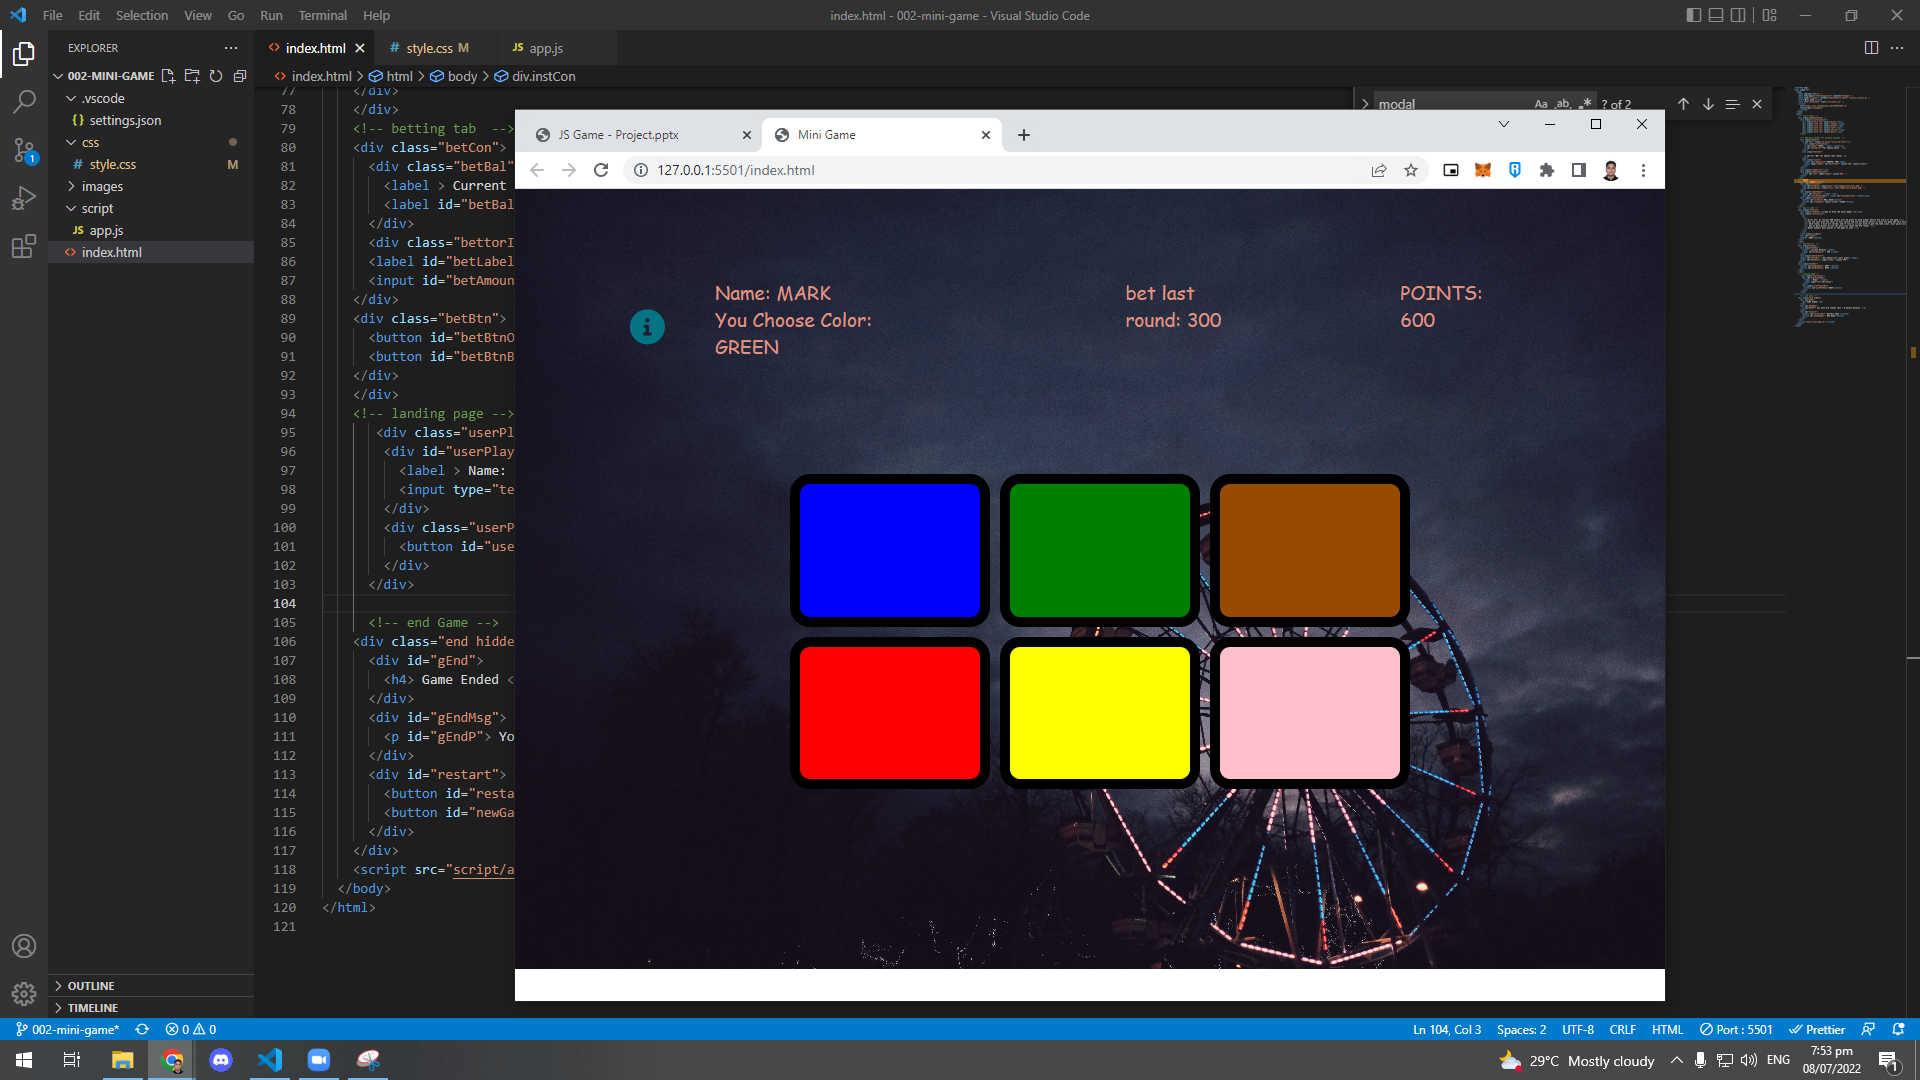 File Edit Selection View Go Run Terminal Help
index.html - 002-mini-game - Visual Studio Code
EXPLORER
002-MINI-GAME
.vscode
{} settings.json
css
# style.css M
images
script
JS app.js
<> index.html
OUTLINE
TIMELINE
<> index.html
# style.css M
JS app.js
<> index.html > html > body > div.instCon
modal
Aa ab .* ? of 2
77 </div>
78 </div>
79 <!-- betting tab -->
80 <div class="betCon">
81 <div class="betBal"
82 <label > Current
83 <label id="betBal
84 </div>
85 <div class="bettorI
86 <label id="betLabel
87 <input id="betAmoun
88 </div>
89 <div class="betBtn">
90 <button id="betBtnO
91 <button id="betBtnB
92 </div>
93 </div>
94 <!-- landing page -->
95 <div class="userPl
96 <div id="userPlay
97 <label > Name:
98 <input type="te
99 </div>
100 <div class="userP
101 <button id="use
102 </div>
103 </div>
104
105 <!-- end Game -->
106 <div class="end hidde
107 <div id="gEnd">
108 <h4> Game Ended <
109 </div>
110 <div id="gEndMsg">
111 <p id="gEndP"> Yo
112 </div>
113 <div id="restart">
114 <button id="resta
115 <button id="newGa
116 </div>
117 </div>
118 <script src="script/a
119 </body>
120 </html>
121
JS Game - Project.pptx
Mini Game
127.0.0.1:5501/index.html
Name: MARK
You Choose Color:
GREEN
bet last
round: 300
POINTS:
600
002-mini-game* 0 0
Ln 104, Col 3 Spaces: 2 UTF-8 CRLF HTML Port : 5501 Prettier
29°C Mostly cloudy
ENG
7:53 pm
08/07/2022
1
1